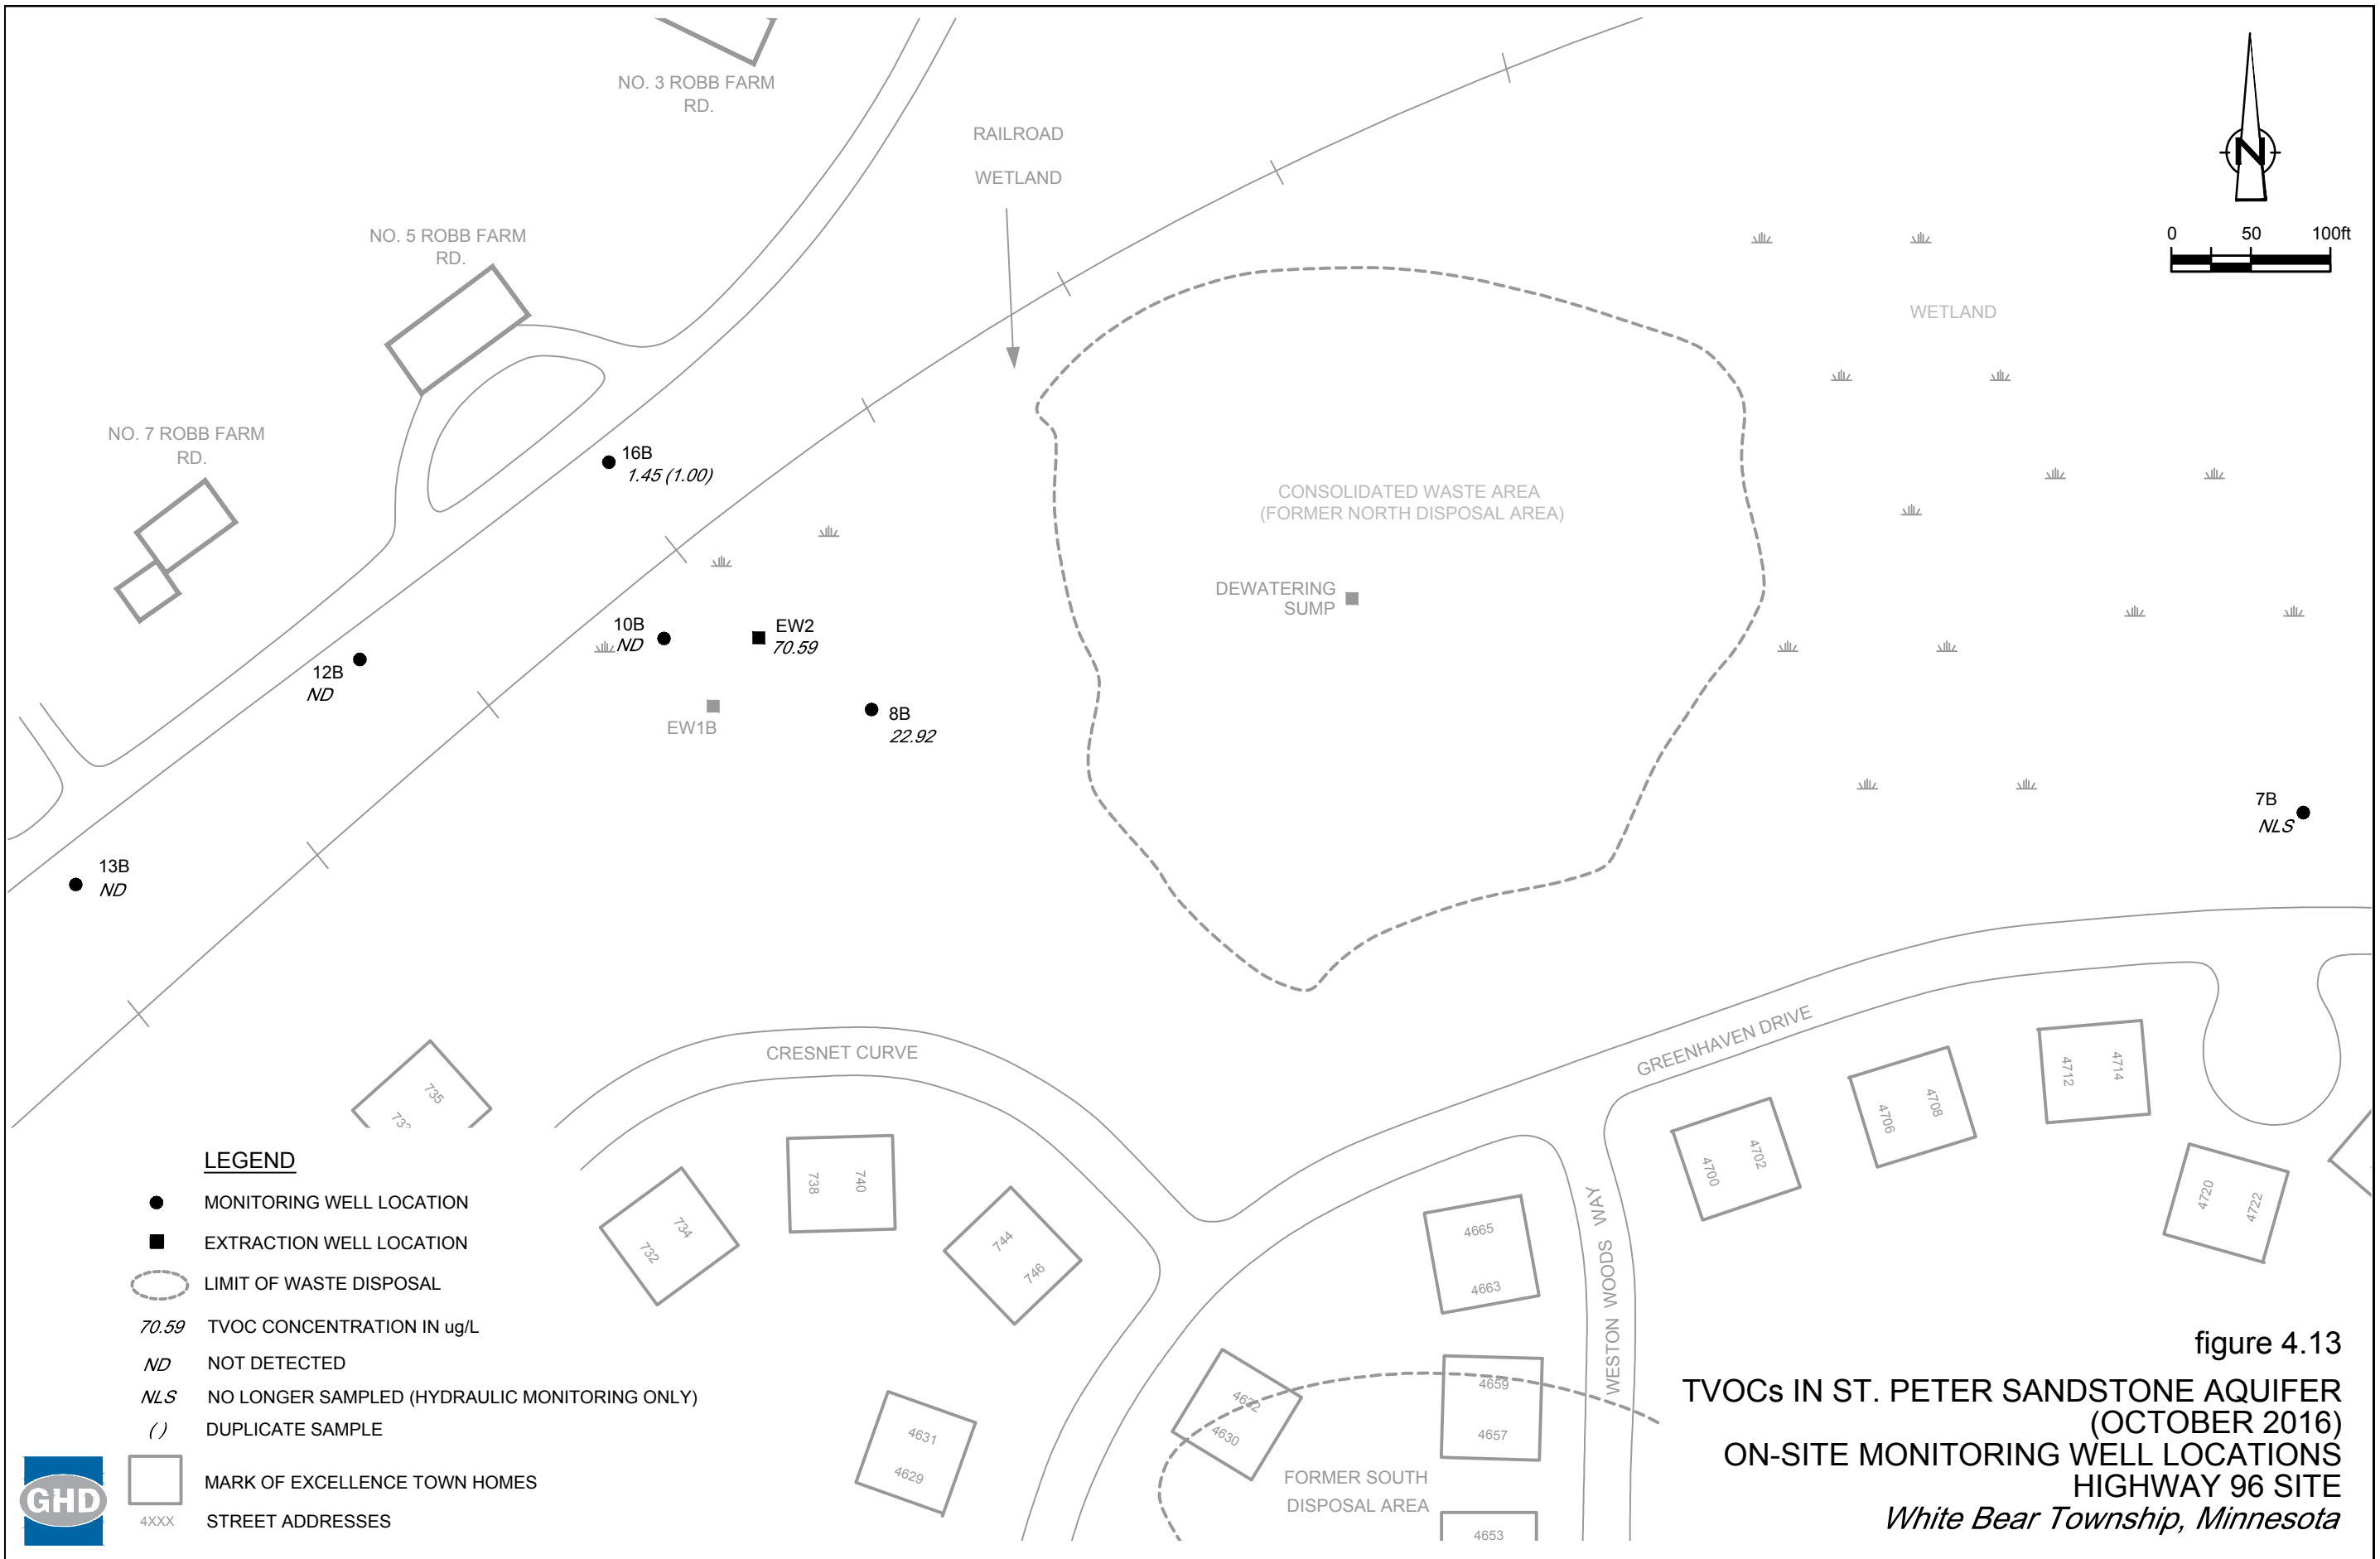 NO. 3 ROBB FARM
RD.
RAILROAD
WETLAND
N
0 50 100ft
NO. 5 ROBB FARM
RD.
WETLAND
NO. 7 ROBB FARM
RD.
16B
1.45 (1.00)
CONSOLIDATED WASTE AREA
(FORMER NORTH DISPOSAL AREA)
DEWATERING
SUMP
10B
ND
EW2
70.59
12B
ND
EW1B
8B
22.92
7B
NLS
13B
ND
CRESNET CURVE
GREENHAVEN DRIVE
WESTON WOODS WAY
735
732
734
738
740
744
746
4631
4629
4632
4630
4665
4663
4659
4657
4653
4700
4702
4706
4708
4712
4714
4720
4722
FORMER SOUTH
DISPOSAL AREA
LEGEND
MONITORING WELL LOCATION
EXTRACTION WELL LOCATION
LIMIT OF WASTE DISPOSAL
70.59 TVOC CONCENTRATION IN ug/L
ND NOT DETECTED
NLS NO LONGER SAMPLED (HYDRAULIC MONITORING ONLY)
( ) DUPLICATE SAMPLE
MARK OF EXCELLENCE TOWN HOMES
4XXX STREET ADDRESSES
GHD
figure 4.13
TVOCs IN ST. PETER SANDSTONE AQUIFER
(OCTOBER 2016)
ON-SITE MONITORING WELL LOCATIONS
HIGHWAY 96 SITE
White Bear Township, Minnesota